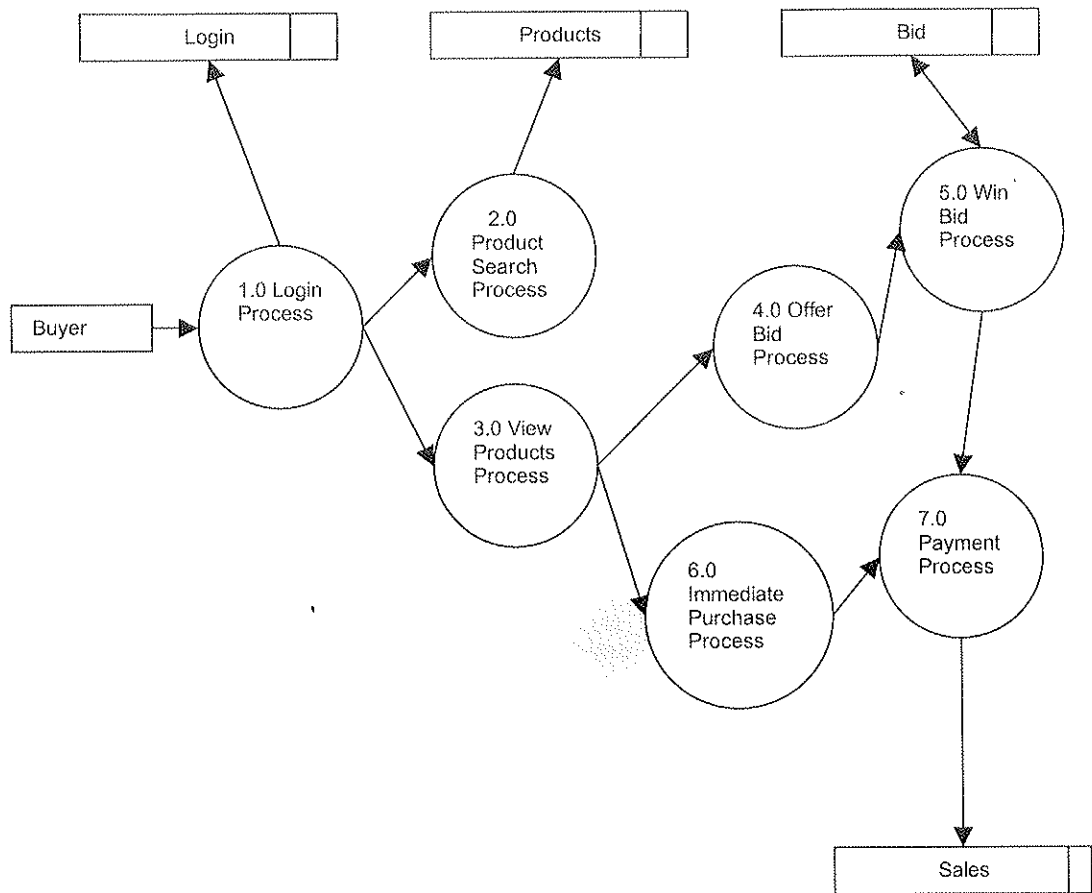 Login
Products
Bid
Buyer
1.0 Login
Process
2.0
Product
Search
Process
3.0 View
Products
Process
4.0 Offer
Bid
Process
5.0 Win
Bid
Process
6.0
Immediate
Purchase
Process
7.0
Payment
Process
Sales